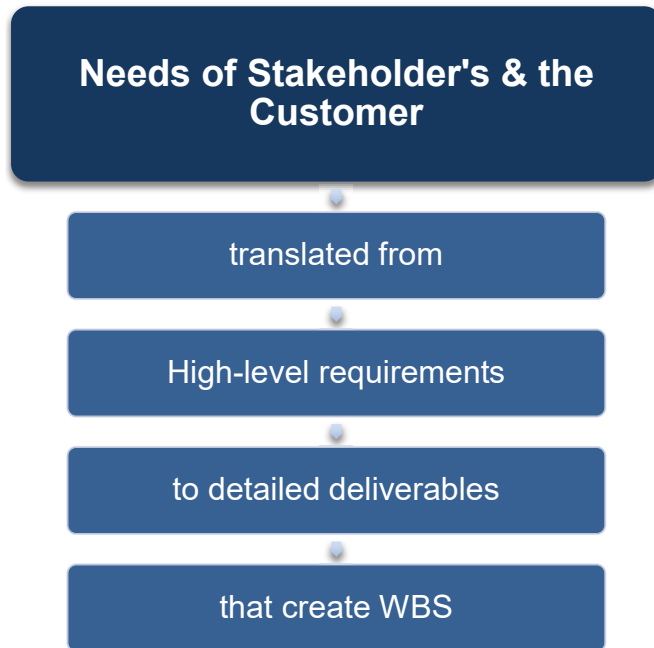 Needs of Stakeholder's & the
Customer
translated from
High-level requirements
to detailed deliverables
that create WBS